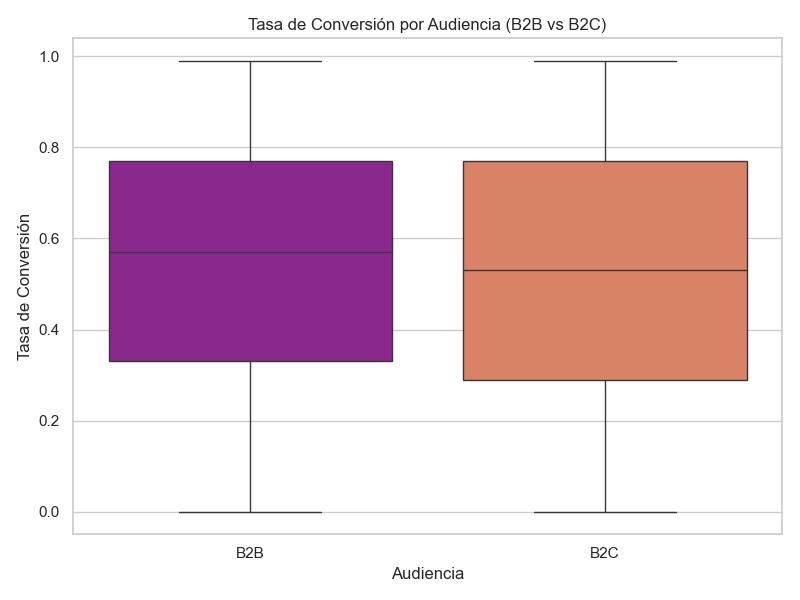 Tasa de Conversión por Audiencia (B2B vs B2C)
Tasa de Conversión
1.0
0.8
0.6
0.4
0.2
0.0
B2B
B2C
Audiencia